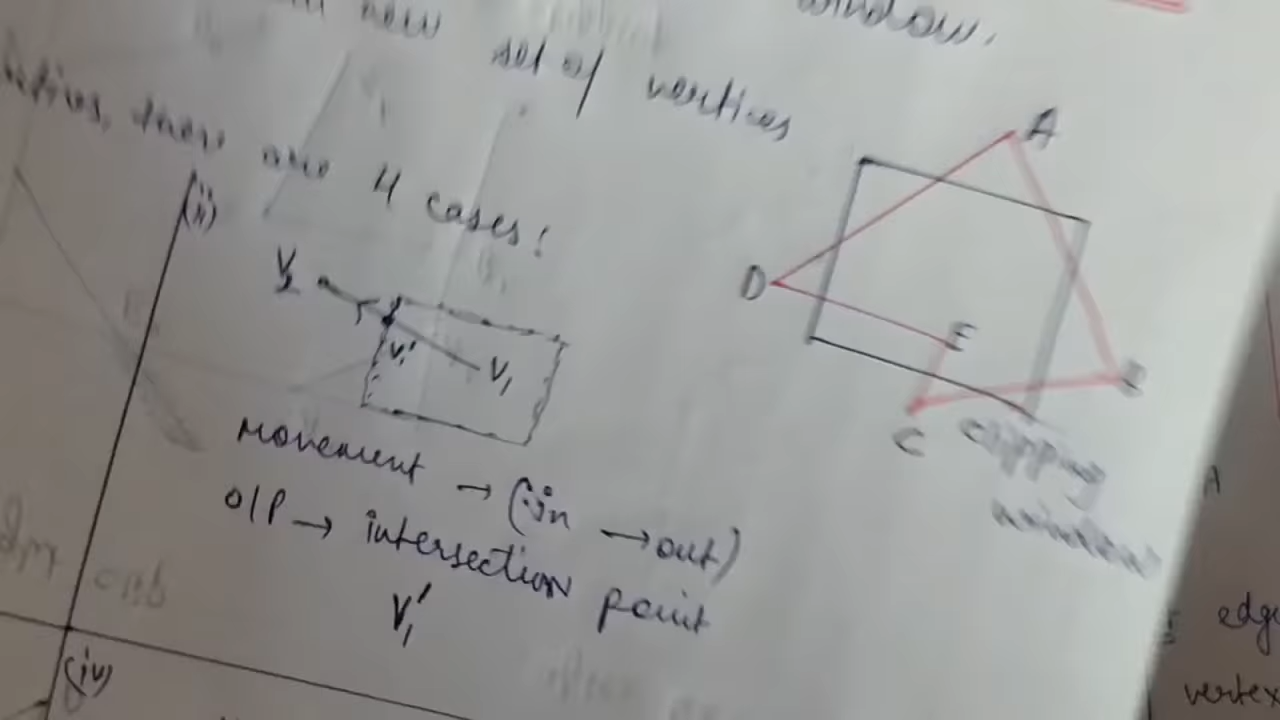 new set of vertices
window.
there are 4 cases:
(ii)
V2
V1'
V1
movement → (in → out)
O/P → intersection point
V1'
(iv)
A
D
E
B
C
clipping
window
A
edge
vertex